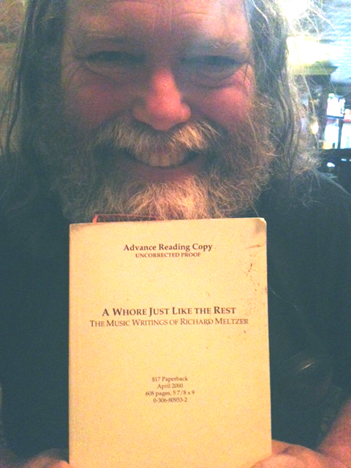 Advance Reading Copy
UNCORRECTED PROOF
A WHORE JUST LIKE THE REST
THE MUSIC WRITINGS OF RICHARD MELTZER
$17 Paperback
April 2000
608 pages, 5 7/8 x 9
0-306-80953-2